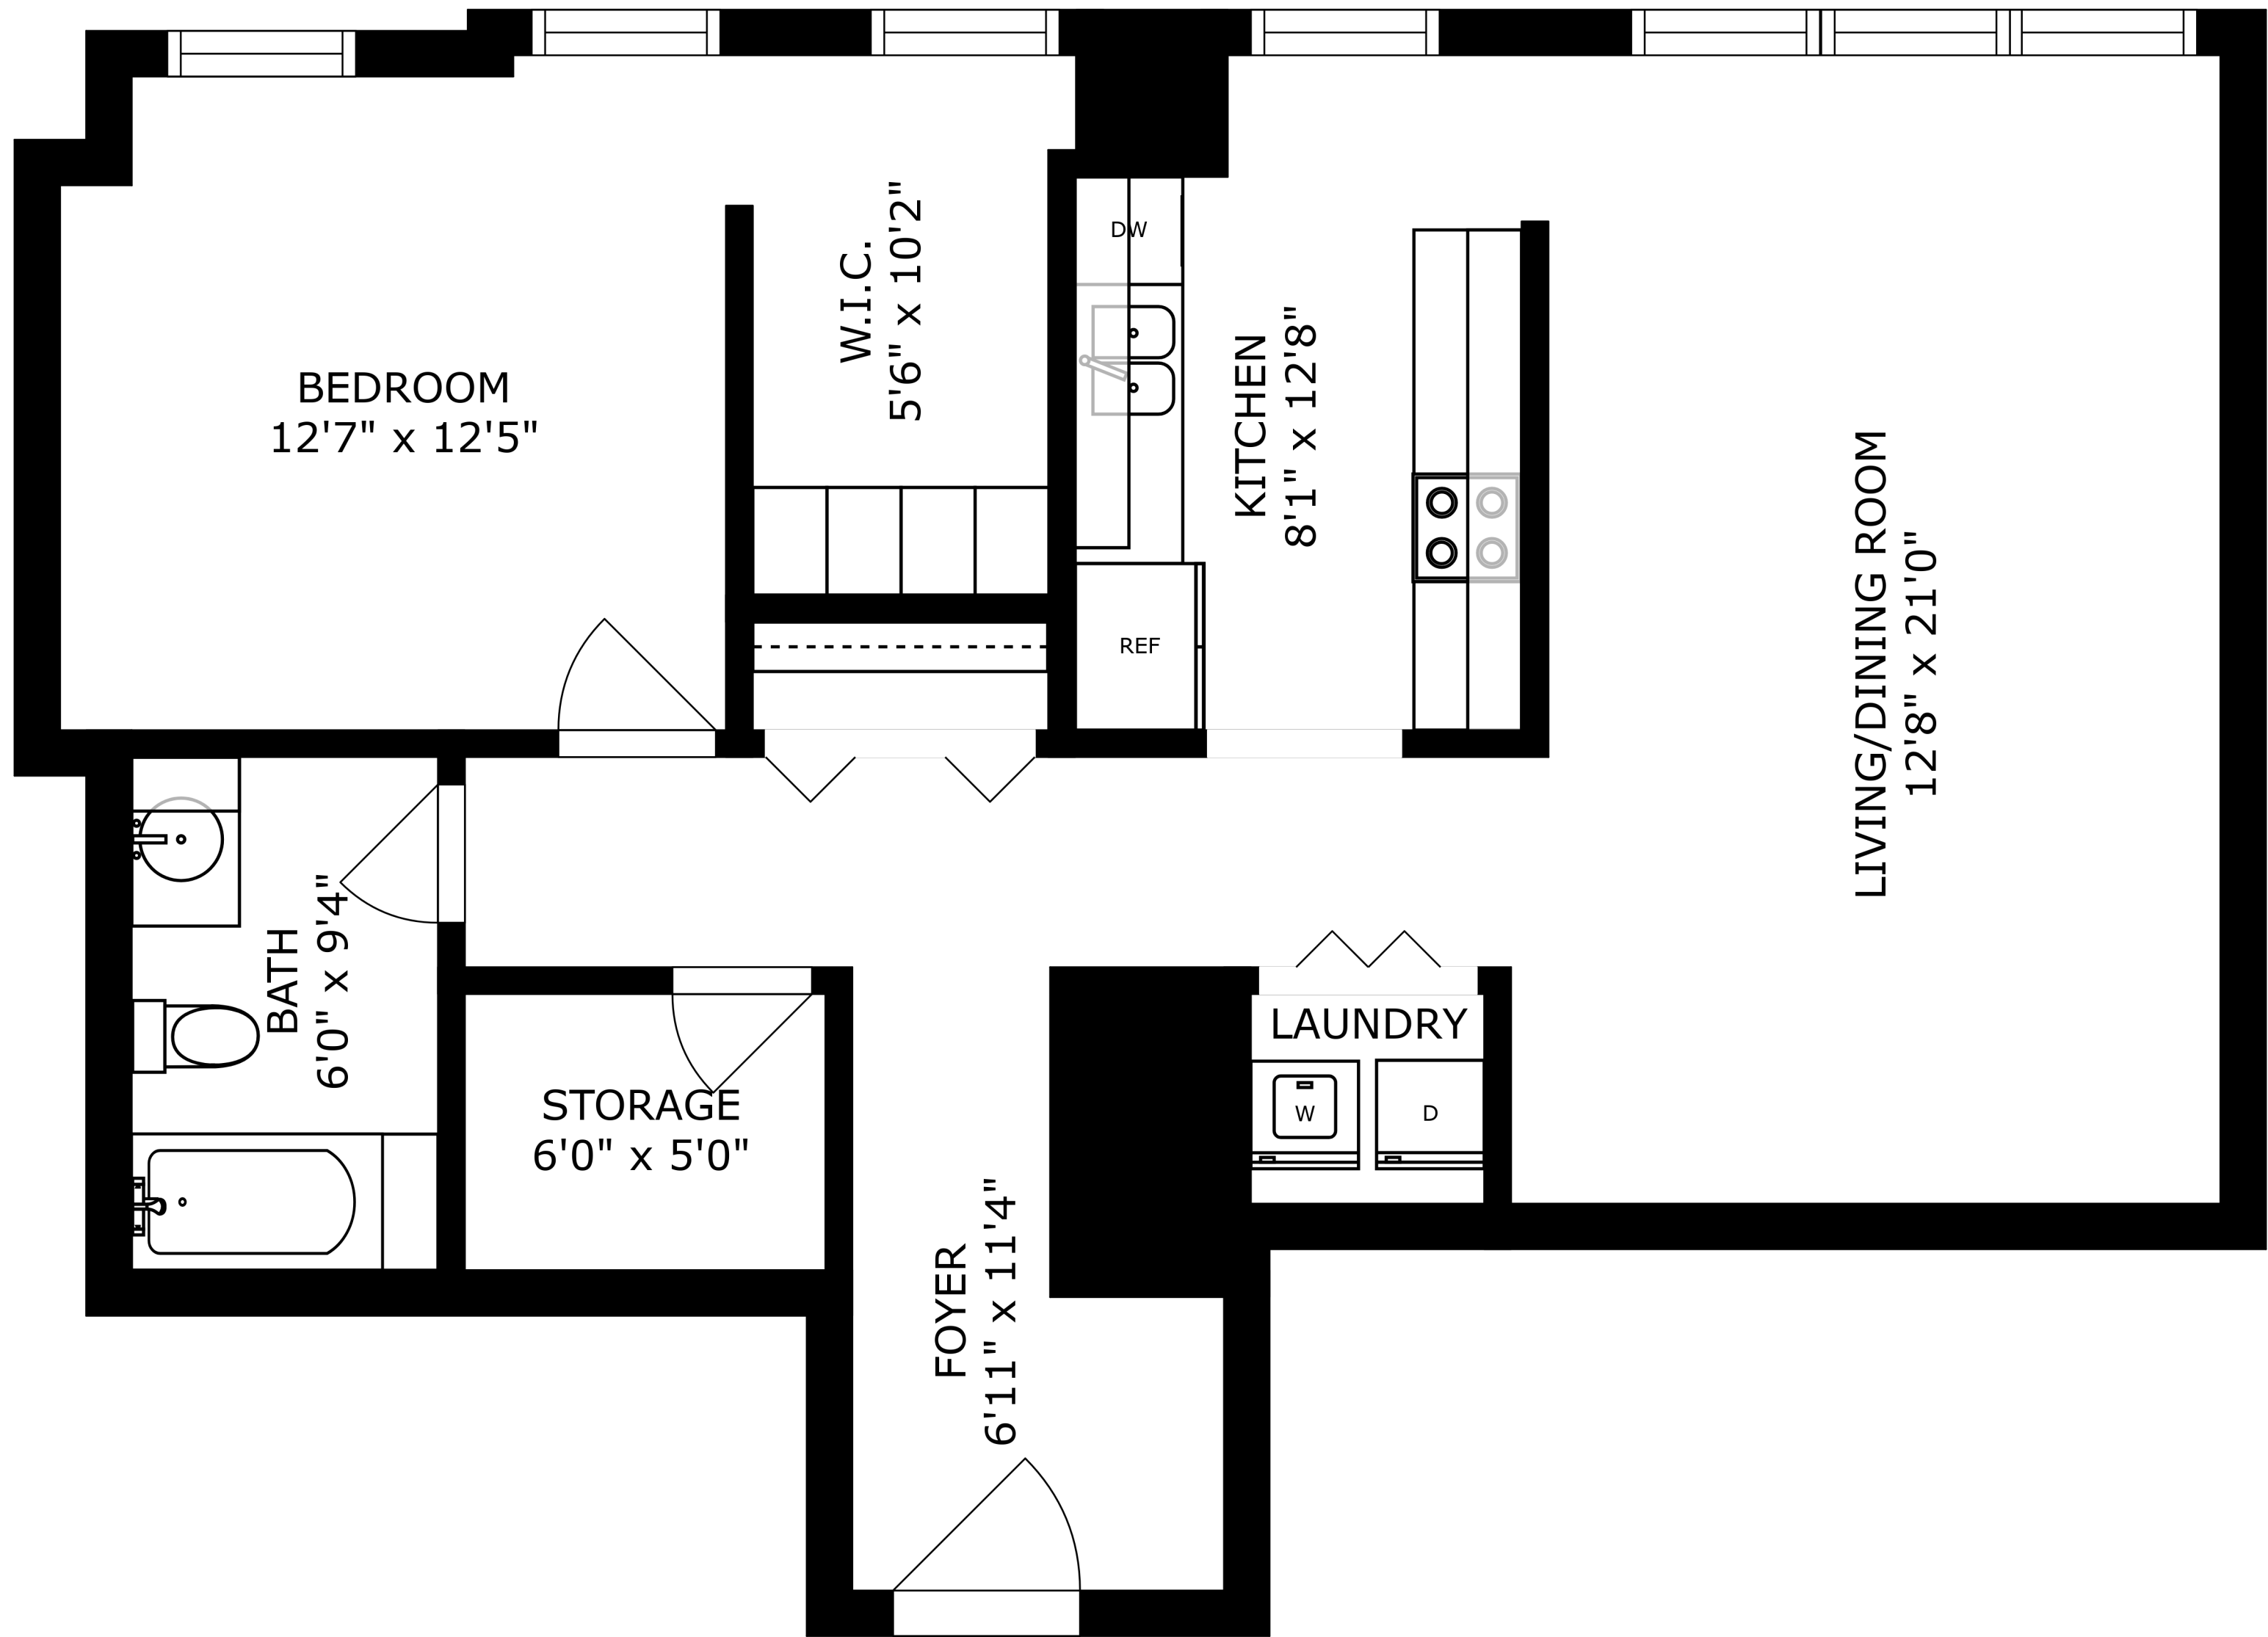 BEDROOM
12'7" x 12'5"
W.I.C.
5'6" x 10'2"
DW
KITCHEN
8'1" x 12'8"
REF
LIVING/DINING ROOM
12'8" x 21'0"
BATH
6'0" x 9'4"
STORAGE
6'0" x 5'0"
LAUNDRY
W
D
FOYER
6'11" x 11'4"